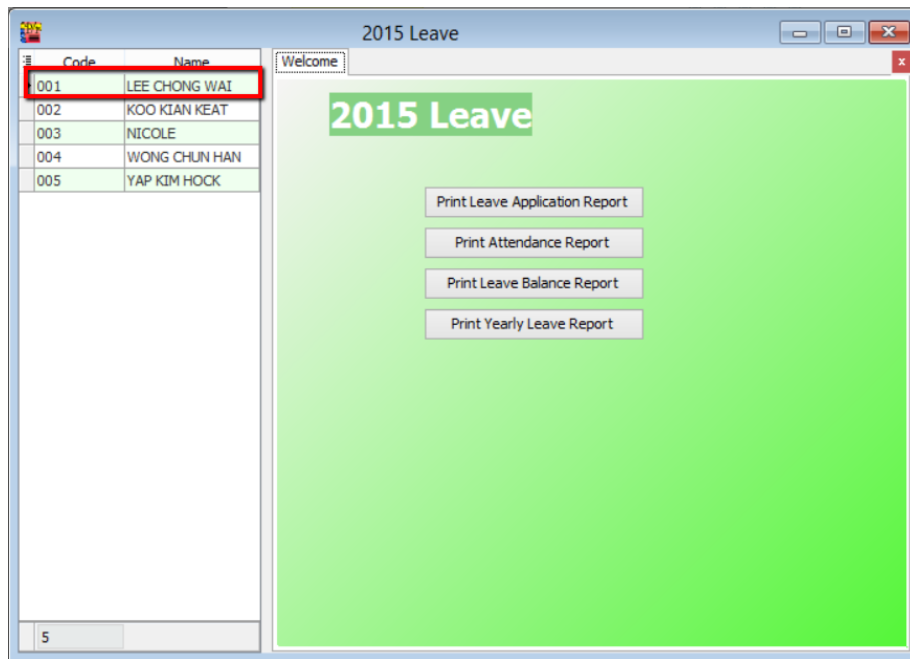 2015 Leave
Code Name
001 LEE CHONG WAI
002 KOO KIAN KEAT
003 NICOLE
004 WONG CHUN HAN
005 YAP KIM HOCK
5
Welcome
x
2015 Leave
Print Leave Application Report
Print Attendance Report
Print Leave Balance Report
Print Yearly Leave Report